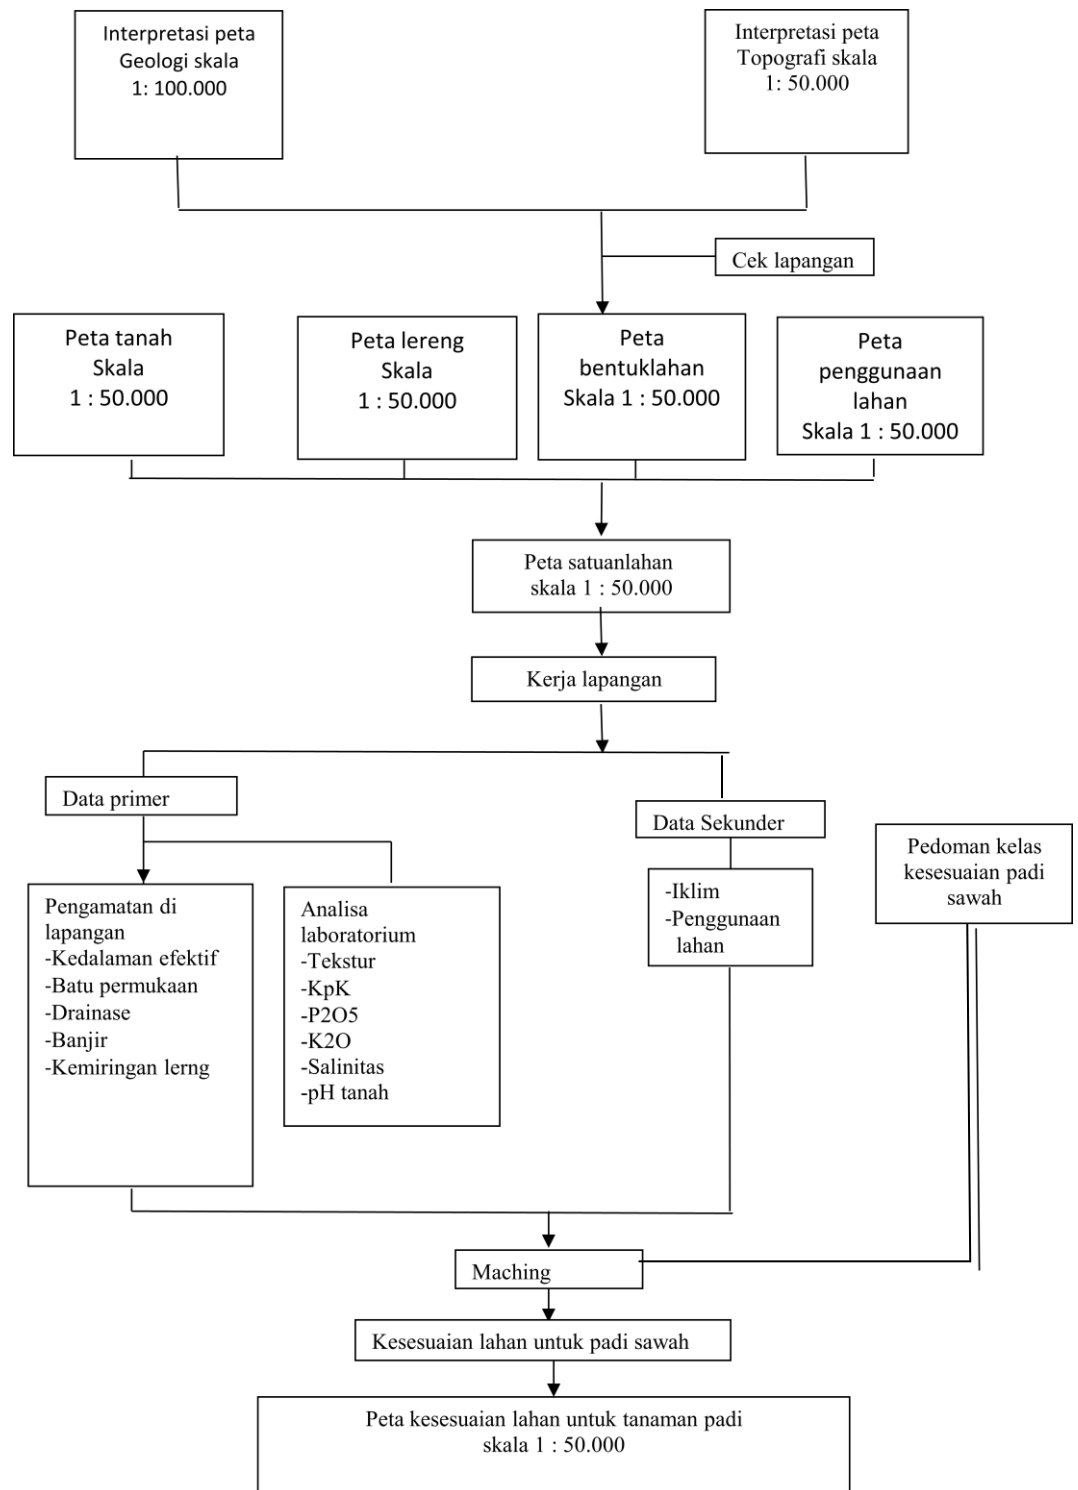 Interpretasi peta
Geologi skala
1: 100.000
Interpretasi peta
Topografi skala
1: 50.000
Cek lapangan
Peta tanah
Skala
1 : 50.000
Peta lereng
Skala
1 : 50.000
Peta
bentuklahan
Skala 1 : 50.000
Peta
penggunaan
lahan
Skala 1 : 50.000
Peta satuanlahan
skala 1 : 50.000
Kerja lapangan
Data primer
Data Sekunder
Pedoman kelas
kesesuaian padi
sawah
Pengamatan di
lapangan
-Kedalaman efektif
-Batu permukaan
-Drainase
-Banjir
-Kemiringan lerng
Analisa
laboratorium
-Tekstur
-KpK
-P2O5
-K2O
-Salinitas
-pH tanah
-Iklim
-Penggunaan
lahan
Maching
Kesesuaian lahan untuk padi sawah
Peta kesesuaian lahan untuk tanaman padi
skala 1 : 50.000